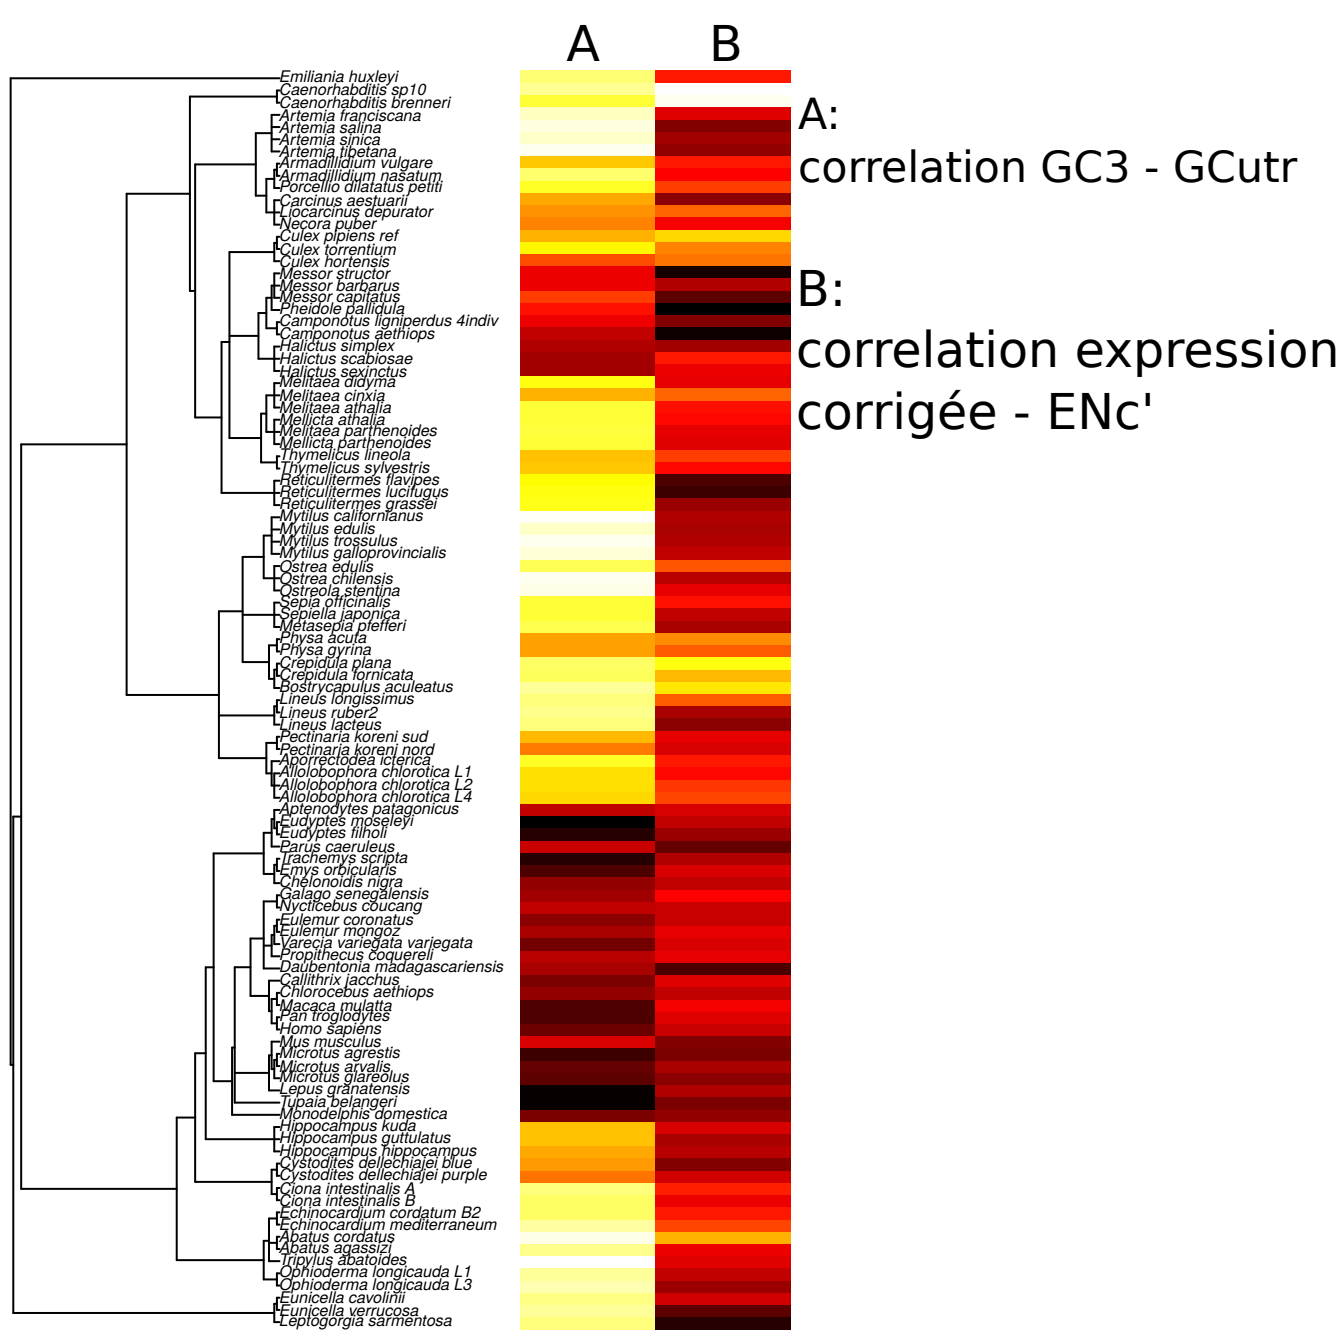 A B
Emiliania huxleyi
Caenorhabditis sp10
Caenorhabditis brenneri
Artemia franciscana
Artemia salina
Artemia sinica
Artemia tibetana
Armadillidium vulgare
Armadillidium nasatum
Porcellio dilatatus petiti
Carcinus aestuarii
Liocarcinus depurator
Necora puber
Culex pipiens ref
Culex torrentium
Culex hortensis
Messor structor
Messor barbarus
Messor capitatus
Pheidole pallidula
Camponotus ligniperdus 4indiv
Camponotus aethiops
Halictus simplex
Halictus scabiosae
Halictus sexinctus
Melitaea didyma
Melitaea cinxia
Melitaea athalia
Mellicta athalia
Melitaea parthenoides
Mellicta parthenoides
Thymelicus lineola
Thymelicus sylvestris
Reticulitermes flavipes
Reticulitermes lucifugus
Reticulitermes grassei
Mytilus californianus
Mytilus edulis
Mytilus trossulus
Mytilus galloprovincialis
Ostrea edulis
Ostrea chilensis
Ostreola stentina
Sepia officinalis
Sepiella japonica
Metasepia pfefferi
Physa acuta
Physa gyrina
Crepidula plana
Crepidula fornicata
Bostrycapulus aculeatus
Lineus longissimus
Lineus ruber2
Lineus lacteus
Pectinaria koreni sud
Pectinaria koreni nord
Aporrectodea icterica
Allolobophora chlorotica L1
Allolobophora chlorotica L2
Allolobophora chlorotica L4
Aptenodytes patagonicus
Eudyptes moseleyi
Eudyptes filholi
Parus caeruleus
Trachemys scripta
Emys orbicularis
Chelonoidis nigra
Galago senegalensis
Nycticebus coucang
Eulemur coronatus
Eulemur mongoz
Varecia variegata variegata
Propithecus coquereli
Daubentonia madagascariensis
Callithrix jacchus
Chlorocebus aethiops
Macaca mulatta
Pan troglodytes
Homo sapiens
Mus musculus
Microtus agrestis
Microtus arvalis
Microtus glareolus
Lepus granatensis
Tupaia belangeri
Monodelphis domestica
Hippocampus kuda
Hippocampus guttulatus
Hippocampus hippocampus
Cystodites dellechiajei blue
Cystodites dellechiajei purple
Ciona intestinalis A
Ciona intestinalis B
Echinocardium cordatum B2
Echinocardium mediterraneum
Abatus cordatus
Abatus agassizi
Tripylus abatoides
Ophioderma longicauda L1
Ophioderma longicauda L3
Eunicella cavolinii
Eunicella verrucosa
Leptogorgia sarmentosa
A:
correlation GC3 - GCutr
B:
correlation expression
corrigée - ENc'